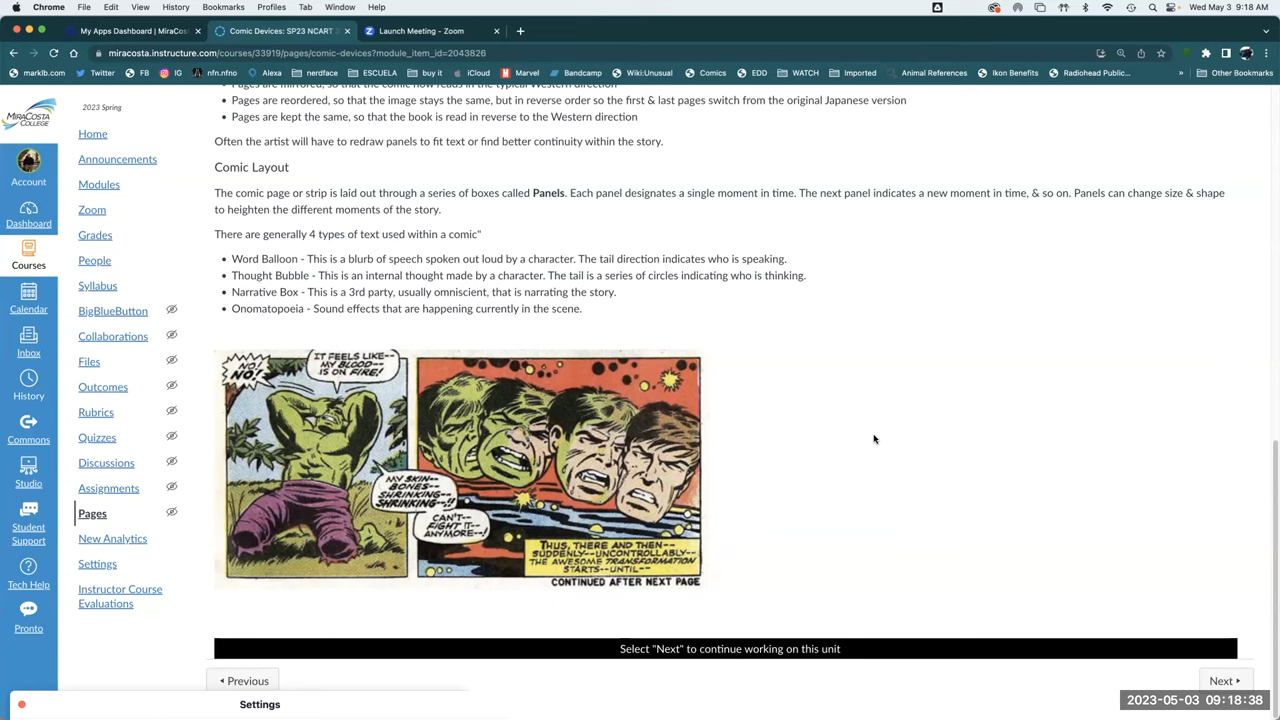 Chrome File Edit View History Bookmarks Profiles Tab Window Help
Wed May 3 9:18 AM
My Apps Dashboard | MiraCos
Comic Devices: SP23 NCART
Launch Meeting - Zoom
miracosta.instructure.com/courses/33919/pages/comic-devices?module_item_id=2043826
marklb.com Twitter FB IG nfn.nfno Alexa nerdface ESCUELA buy it iCloud Marvel Bandcamp Wiki:Unusual Comics EDD WATCH Imported Animal References Ikon Benefits Radiohead Public... » Other Bookmarks
MIRACOSTA COLLEGE
Account
Dashboard
Courses
Calendar
Inbox
History
Commons
Studio
Student Support
Tech Help
Pronto
2023 Spring
Home
Announcements
Modules
Zoom
Grades
People
Syllabus
BigBlueButton
Collaborations
Files
Outcomes
Rubrics
Quizzes
Discussions
Assignments
Pages
New Analytics
Settings
Instructor Course
Evaluations
Pages are mirrored, so that the comic now reads in the typical Western direction
Pages are reordered, so that the image stays the same, but in reverse order so the first & last pages switch from the original Japanese version
Pages are kept the same, so that the book is read in reverse to the Western direction
Often the artist will have to redraw panels to fit text or find better continuity within the story.
Comic Layout
The comic page or strip is laid out through a series of boxes called Panels. Each panel designates a single moment in time. The next panel indicates a new moment in time, & so on. Panels can change size & shape
to heighten the different moments of the story.
There are generally 4 types of text used within a comic"
Word Balloon - This is a blurb of speech spoken out loud by a character. The tail direction indicates who is speaking.
Thought Bubble - This is an internal thought made by a character. The tail is a series of circles indicating who is thinking.
Narrative Box - This is a 3rd party, usually omniscient, that is narrating the story.
Onomatopoeia - Sound effects that are happening currently in the scene.
NO!
NO!
IT FEELS LIKE--
MY BLOOD--
IS ON FIRE!
MY SKIN--
BONES--
SHRINKING--
SHRINKING--!!
CAN'T--
FIGHT IT--
ANYMORE--!
THUS, THERE AND THEN--
SUDDENLY--UNCONTROLLABLY--
THE AWESOME TRANSFORMATION
STARTS--UNTIL--
CONTINUED AFTER NEXT PAGE
Select "Next" to continue working on this unit
Previous
Next
Settings
2023-05-03 09:18:38